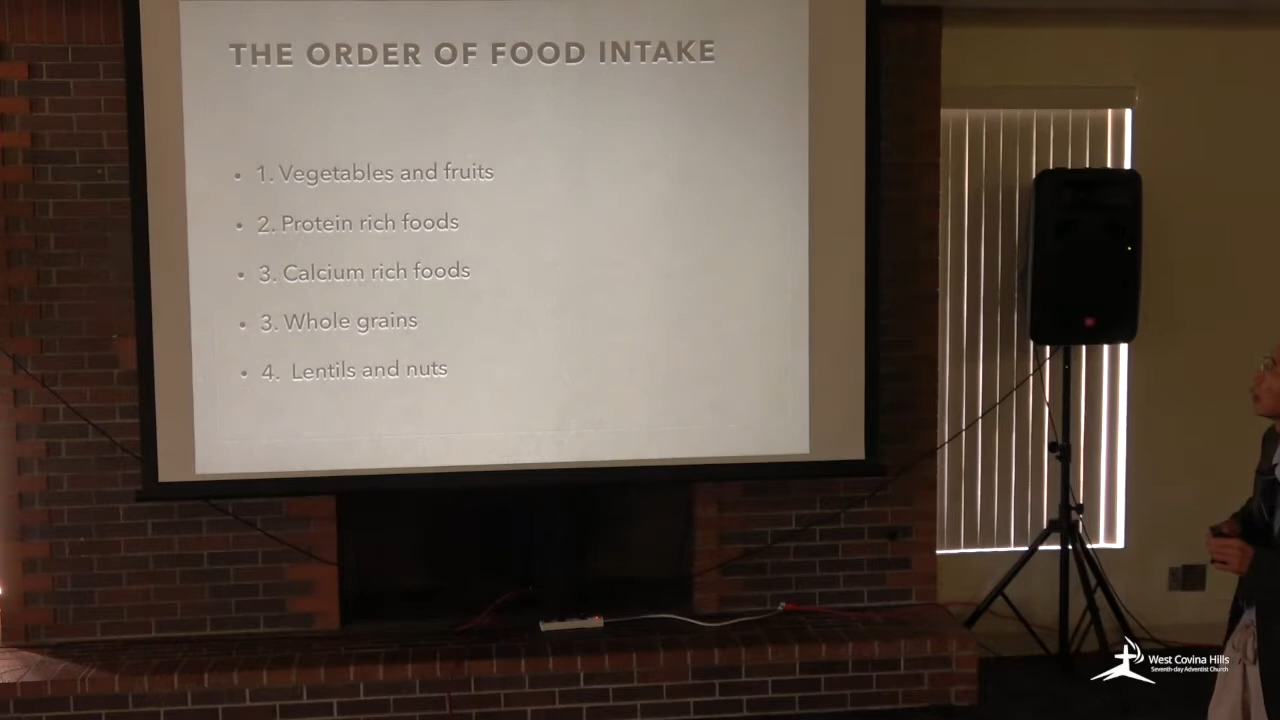 THE ORDER OF FOOD INTAKE
• 1. Vegetables and fruits
• 2. Protein rich foods
• 3. Calcium rich foods
• 3. Whole grains
• 4. Lentils and nuts
West Covina Hills
Seventh-day Adventist Church